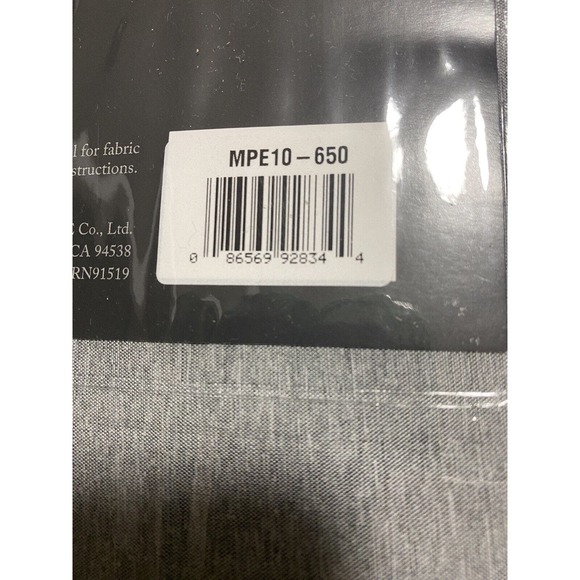 for fabric
structions.
Co., Ltd.
CA 94538
RN91519
MPE10-650
0 86569 92834 4